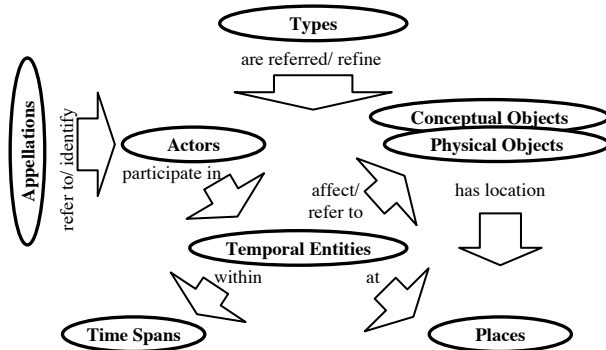 Types
are referred/ refine
Appellations
refer to/ identify
Conceptual Objects
Physical Objects
Actors
participate in
affect/
refer to
has location
Temporal Entities
within
at
Time Spans
Places